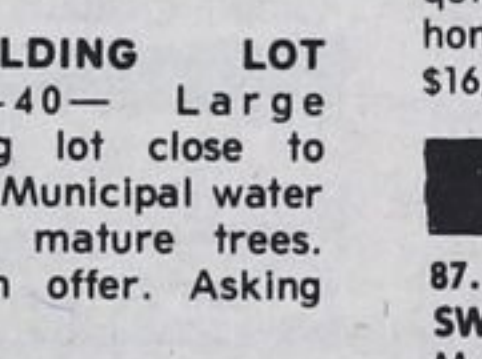 LDING LOT
-40— Large
g lot close to
Municipal water
mature trees.
n offer. Asking
hor
$16,
87.
SW